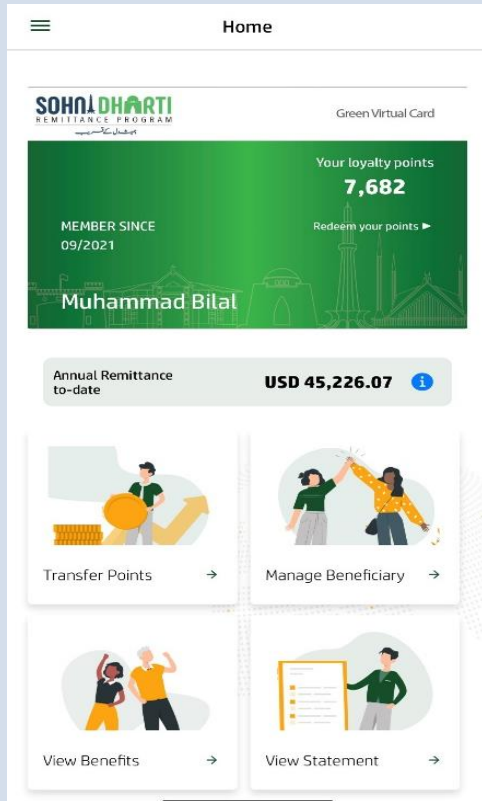 Home
SOHNI DHARTI
REMITTANCE PROGRAM
Green Virtual Card
Your loyalty points
7,682
MEMBER SINCE
09/2021
Redeem your points ►
Muhammad Bilal
Annual Remittance
to-date
USD 45,226.07
i
Transfer Points →
Manage Beneficiary →
View Benefits →
View Statement →